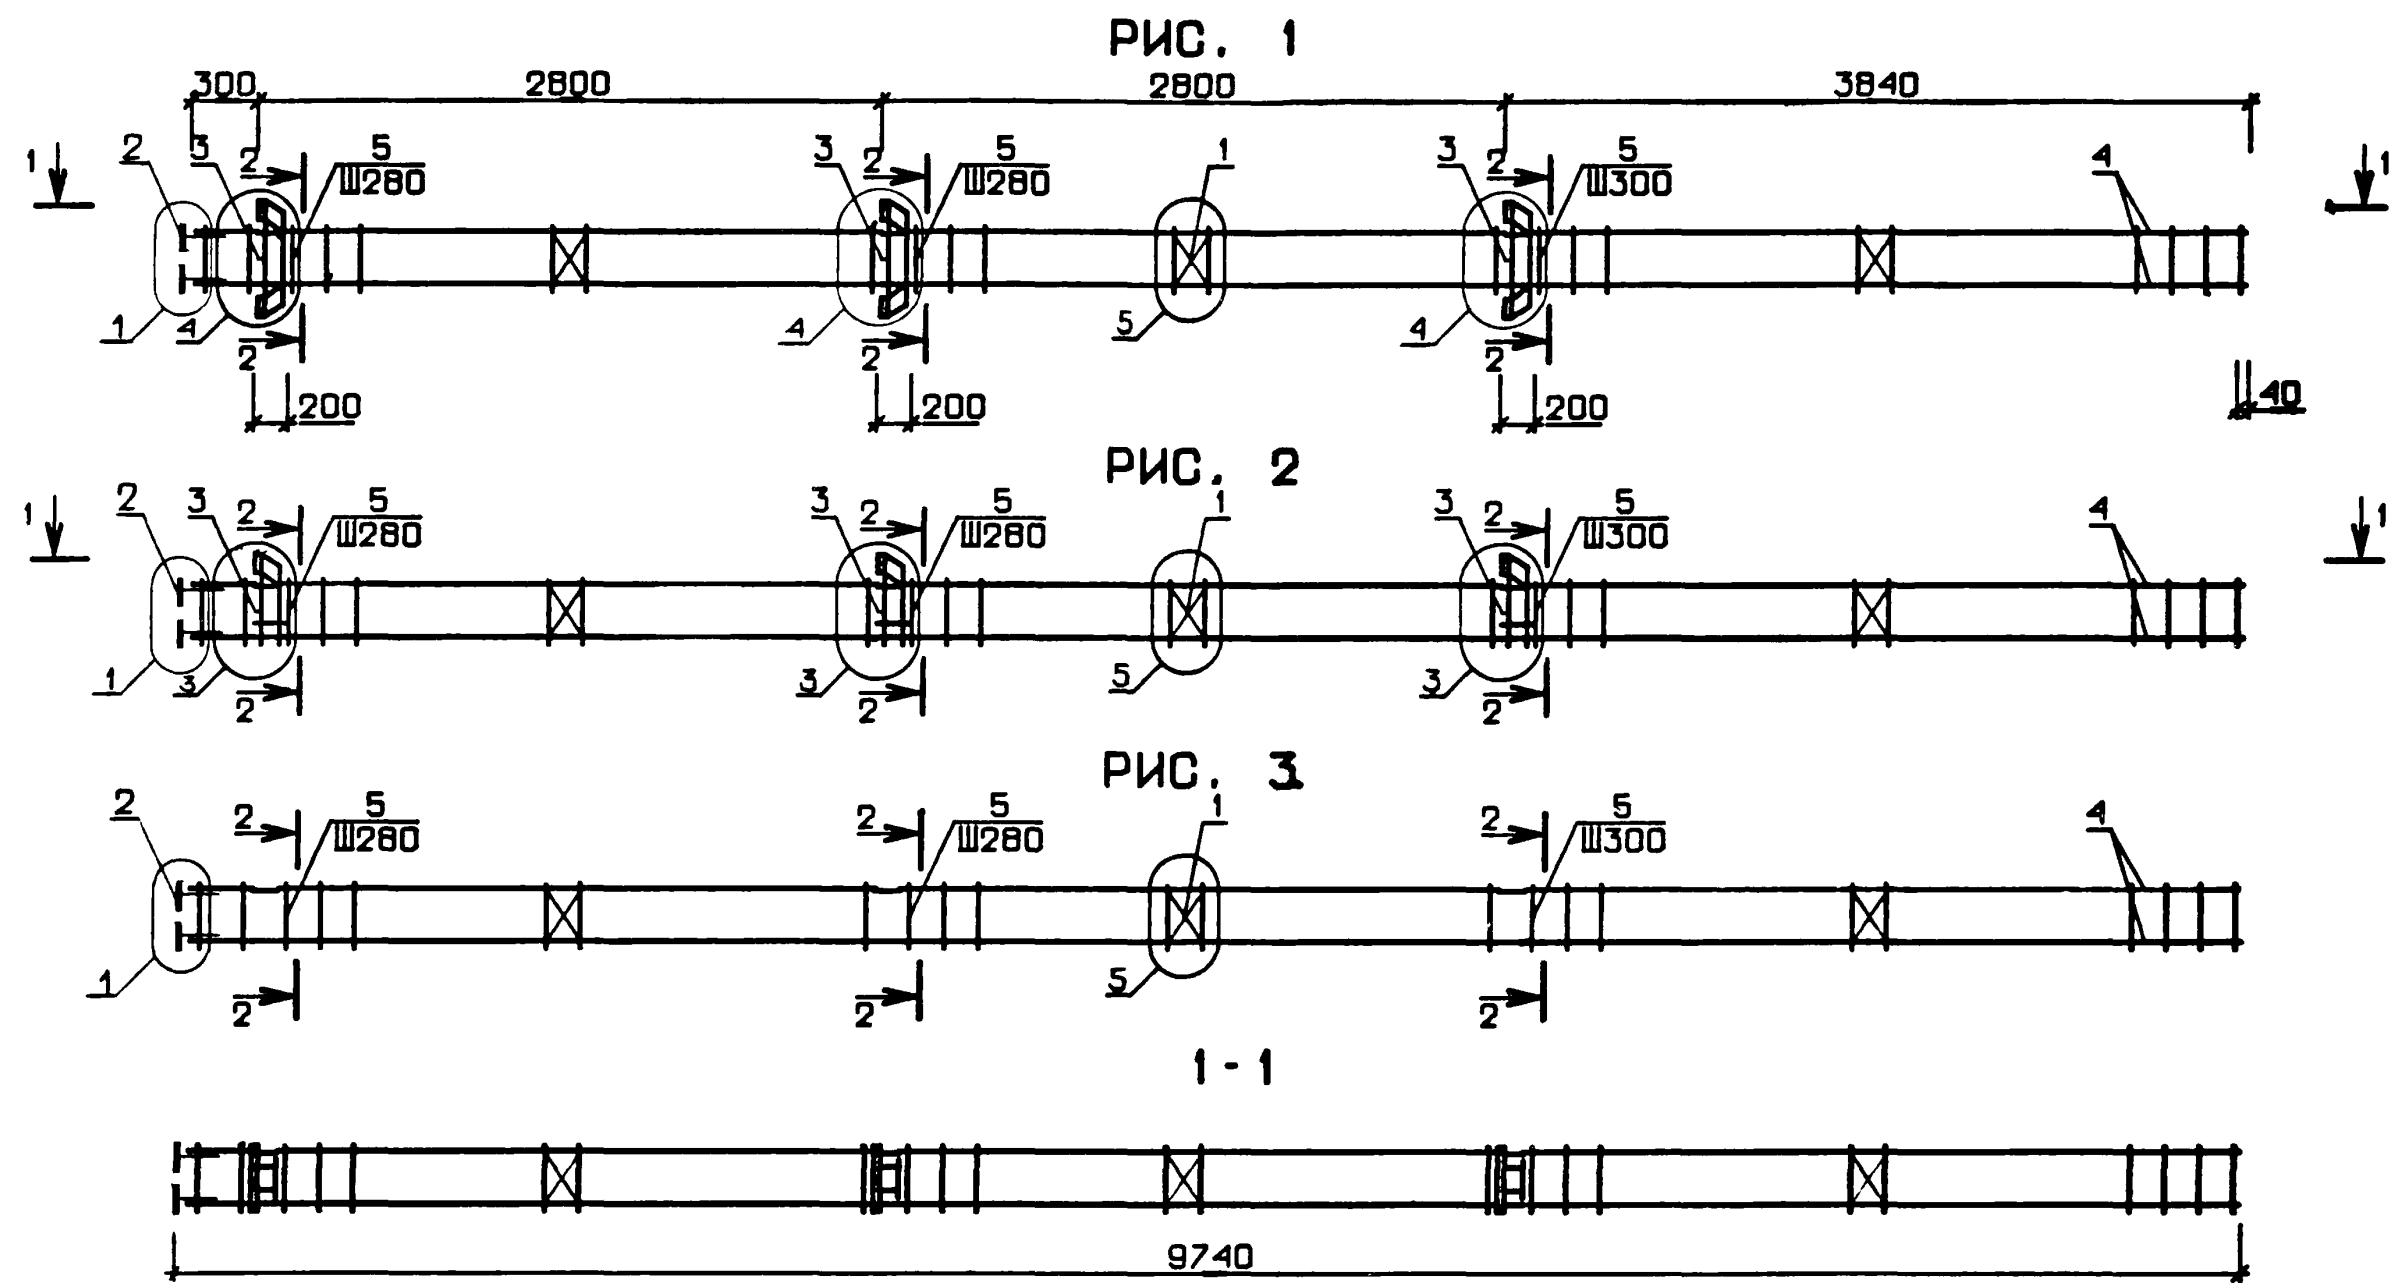 РИС. 1
300 2800 2800 3840
1 2 3 2 5 3 2 5 1 3 2 5 4 1
Ш280 Ш280 Ш300
1 4 2 4 2 5 4 2
200 200 200 40
РИС. 2
1 2 3 2 5 3 2 5 1 3 2 5 4 1
Ш280 Ш280 Ш300
1 3 2 3 2 5 3 2
РИС. 3
2 2 5 2 5 1 2 5 4
Ш280 Ш280 Ш300
1 2 2 5 2
1-1
9740